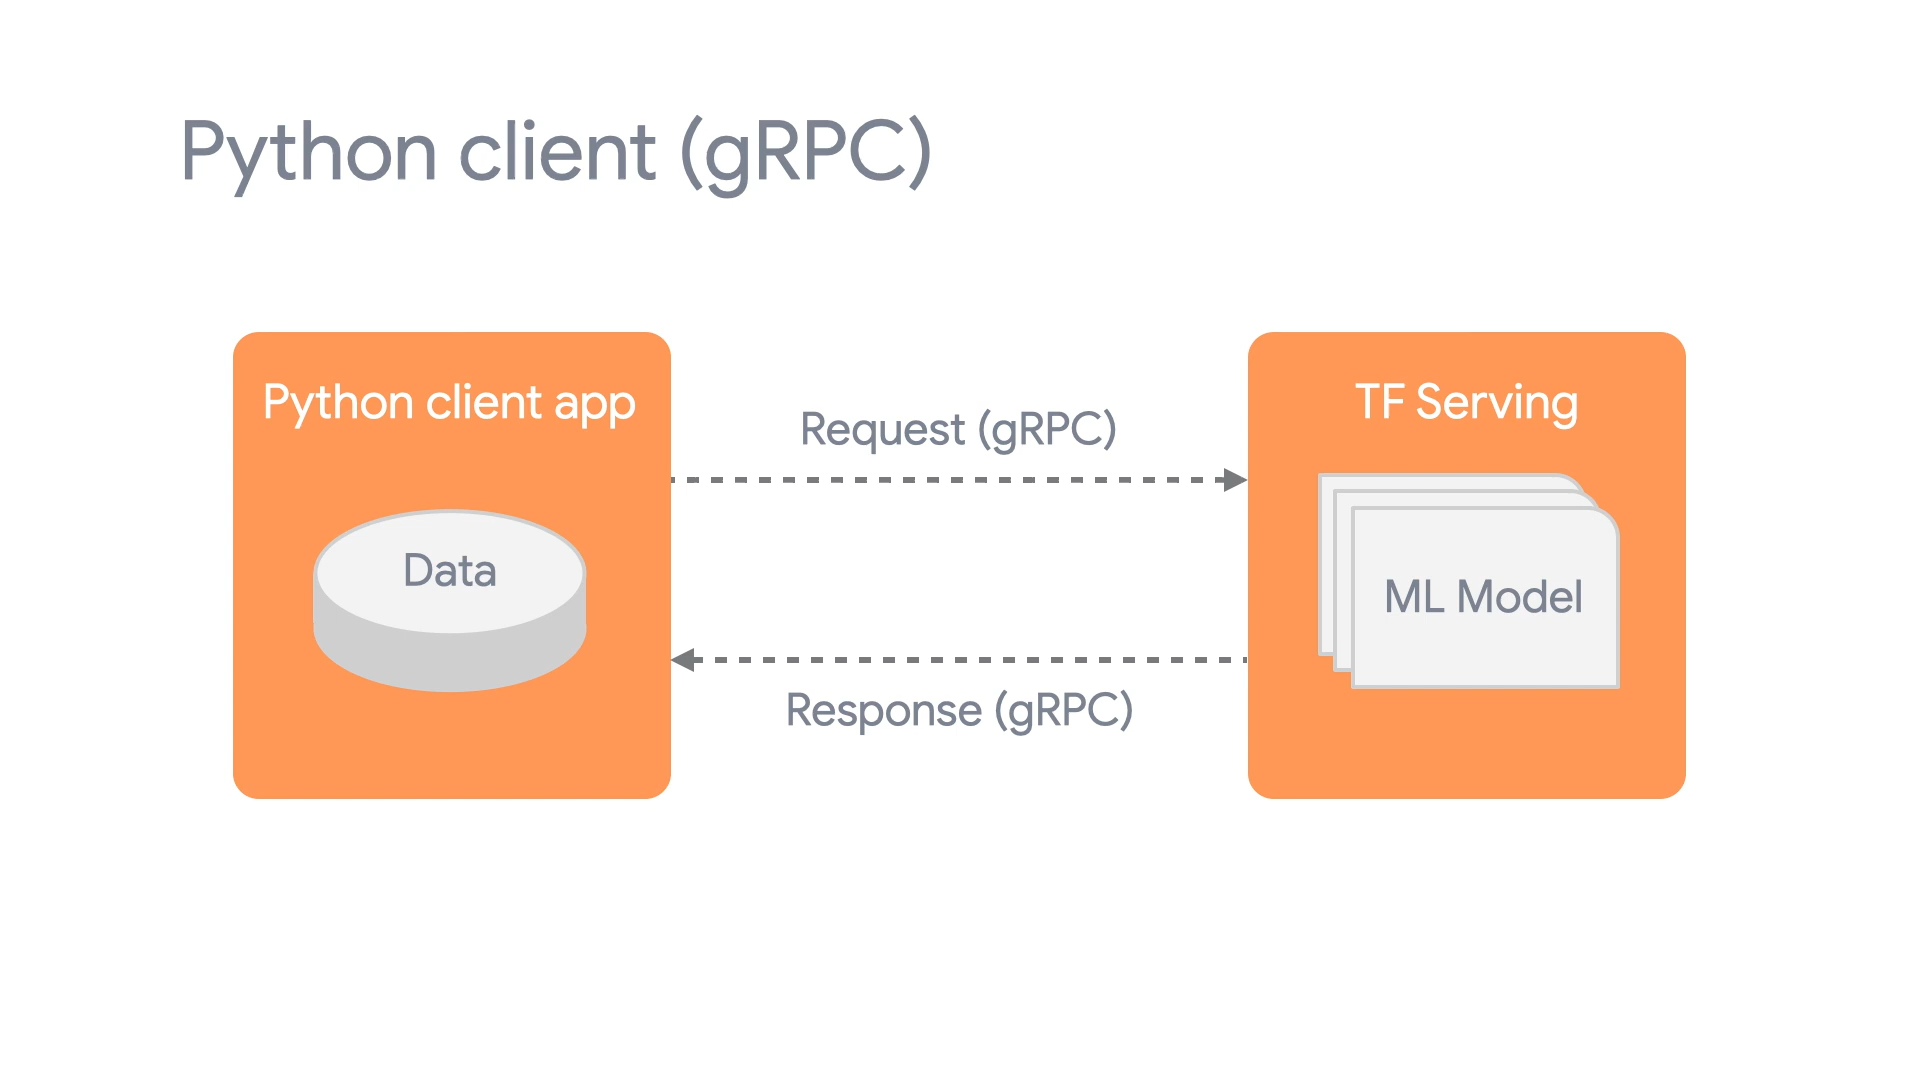 Python client (gRPC)
Python client app
Data
Request (gRPC)
Response (gRPC)
TF Serving
ML Model